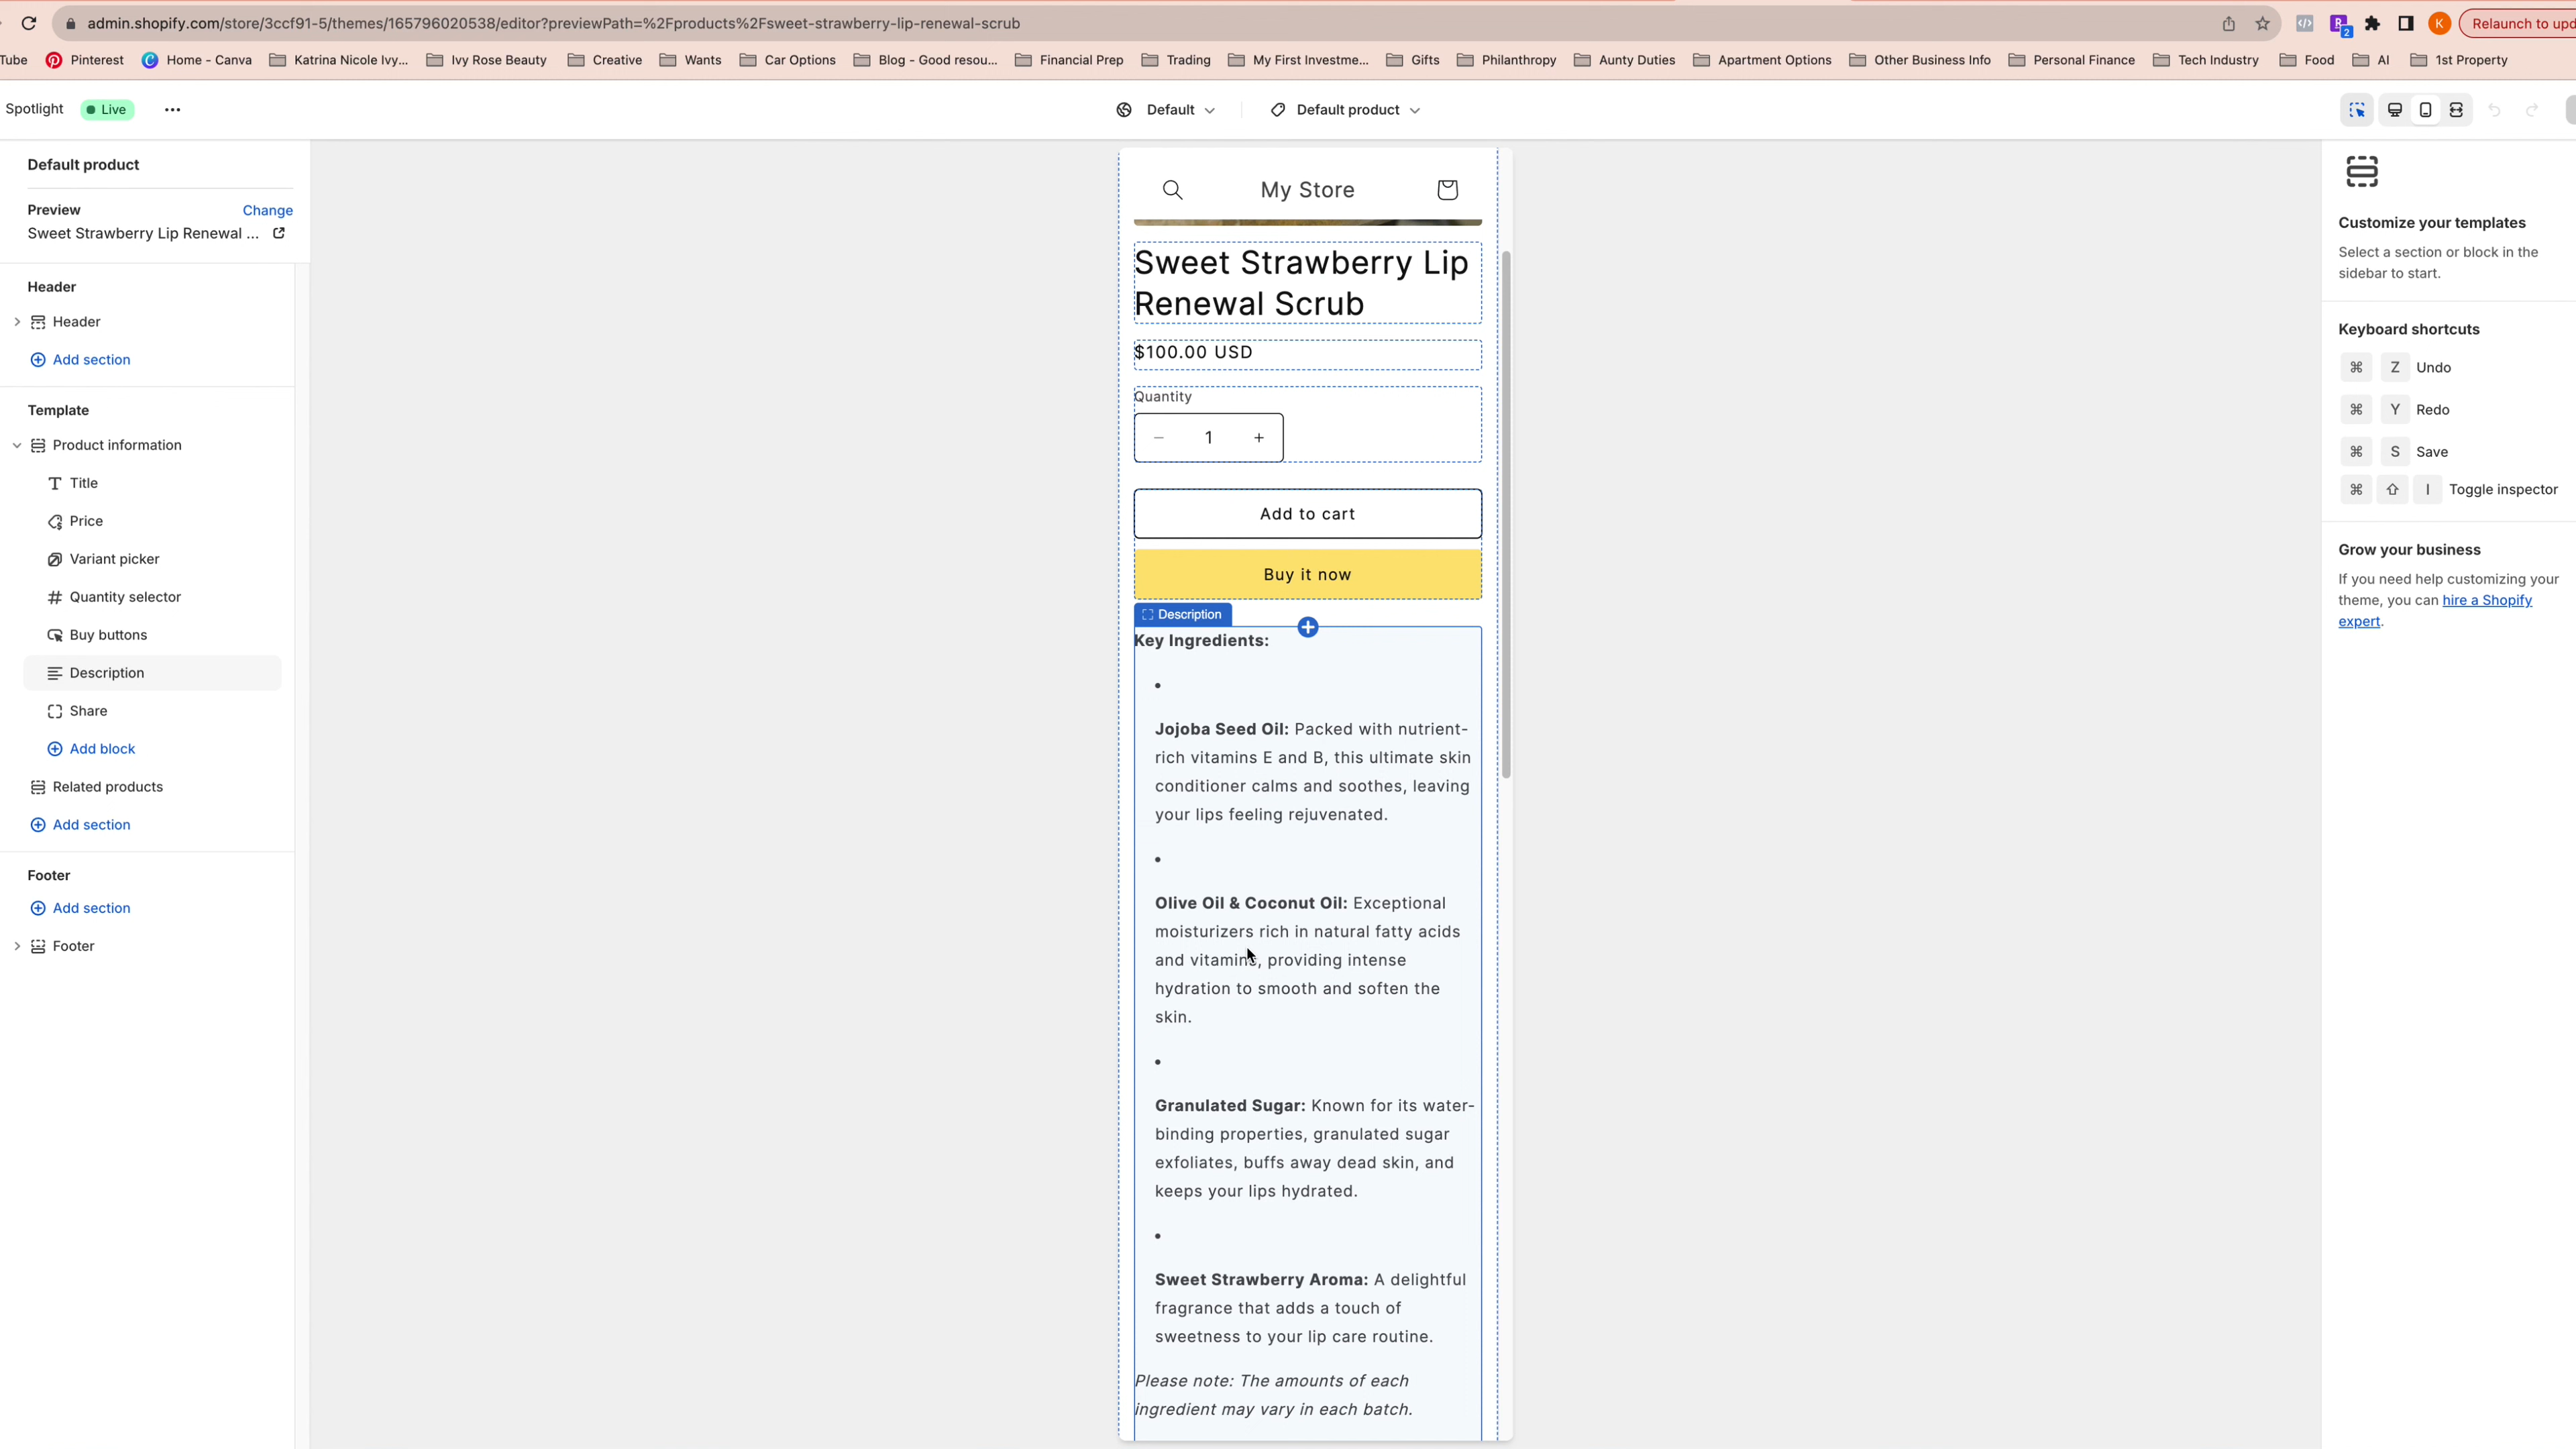 admin.shopify.com/store/3ccf91-5/themes/165796020538/editor?previewPath=%2Fproducts%2Fsweet-strawberry-lip-renewal-scrub
2
K
Relaunch to upd
Tube
Pinterest
Home - Canva
Katrina Nicole Ivy...
Ivy Rose Beauty
Creative
Wants
Car Options
Blog - Good resou...
Financial Prep
Trading
My First Investme...
Gifts
Philanthropy
Aunty Duties
Apartment Options
Other Business Info
Personal Finance
Tech Industry
Food
AI
1st Property
Spotlight
Live
Default
Default product
Default product
Preview
Change
Sweet Strawberry Lip Renewal ...
Header
Header
Add section
Template
Product information
Title
Price
Variant picker
Quantity selector
Buy buttons
Description
Share
Add block
Related products
Add section
Footer
Add section
Footer
My Store
Sweet Strawberry Lip
Renewal Scrub
$100.00 USD
Quantity
− 1 +
Add to cart
Buy it now
Description
Key Ingredients:
•
Jojoba Seed Oil: Packed with nutrient-
rich vitamins E and B, this ultimate skin
conditioner calms and soothes, leaving
your lips feeling rejuvenated.
•
Olive Oil & Coconut Oil: Exceptional
moisturizers rich in natural fatty acids
and vitamins, providing intense
hydration to smooth and soften the
skin.
•
Granulated Sugar: Known for its water-
binding properties, granulated sugar
exfoliates, buffs away dead skin, and
keeps your lips hydrated.
•
Sweet Strawberry Aroma: A delightful
fragrance that adds a touch of
sweetness to your lip care routine.
Please note: The amounts of each
ingredient may vary in each batch.
Customize your templates
Select a section or block in the
sidebar to start.
Keyboard shortcuts
⌘ Z Undo
⌘ Y Redo
⌘ S Save
⌘ ⇧ I Toggle inspector
Grow your business
If you need help customizing your
theme, you can hire a Shopify
expert.